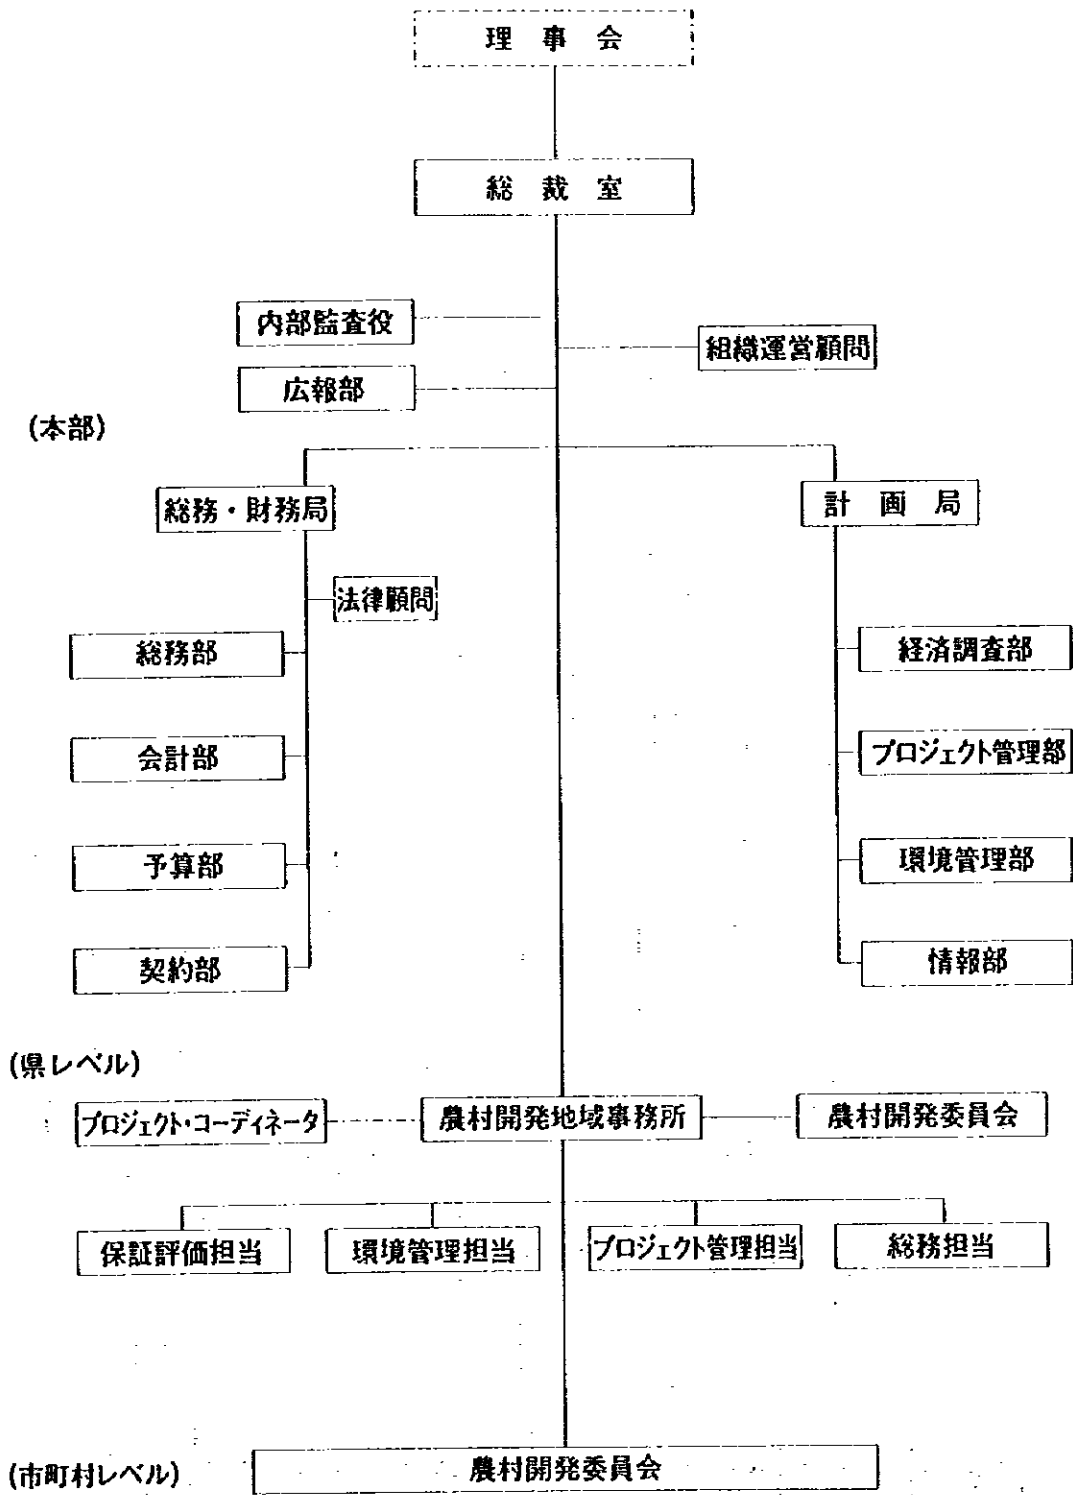 理事会
総裁室
内部監査役
組織運営顧問
広報部
(本部)
総務・財務局
計画局
法律顧問
総務部
経済調査部
会計部
プロジェクト管理部
予算部
環境管理部
契約部
情報部
(県レベル)
プロジェクト・コーディネータ
農村開発地域事務所
農村開発委員会
保証評価担当
環境管理担当
プロジェクト管理担当
総務担当
(市町村レベル)
農村開発委員会